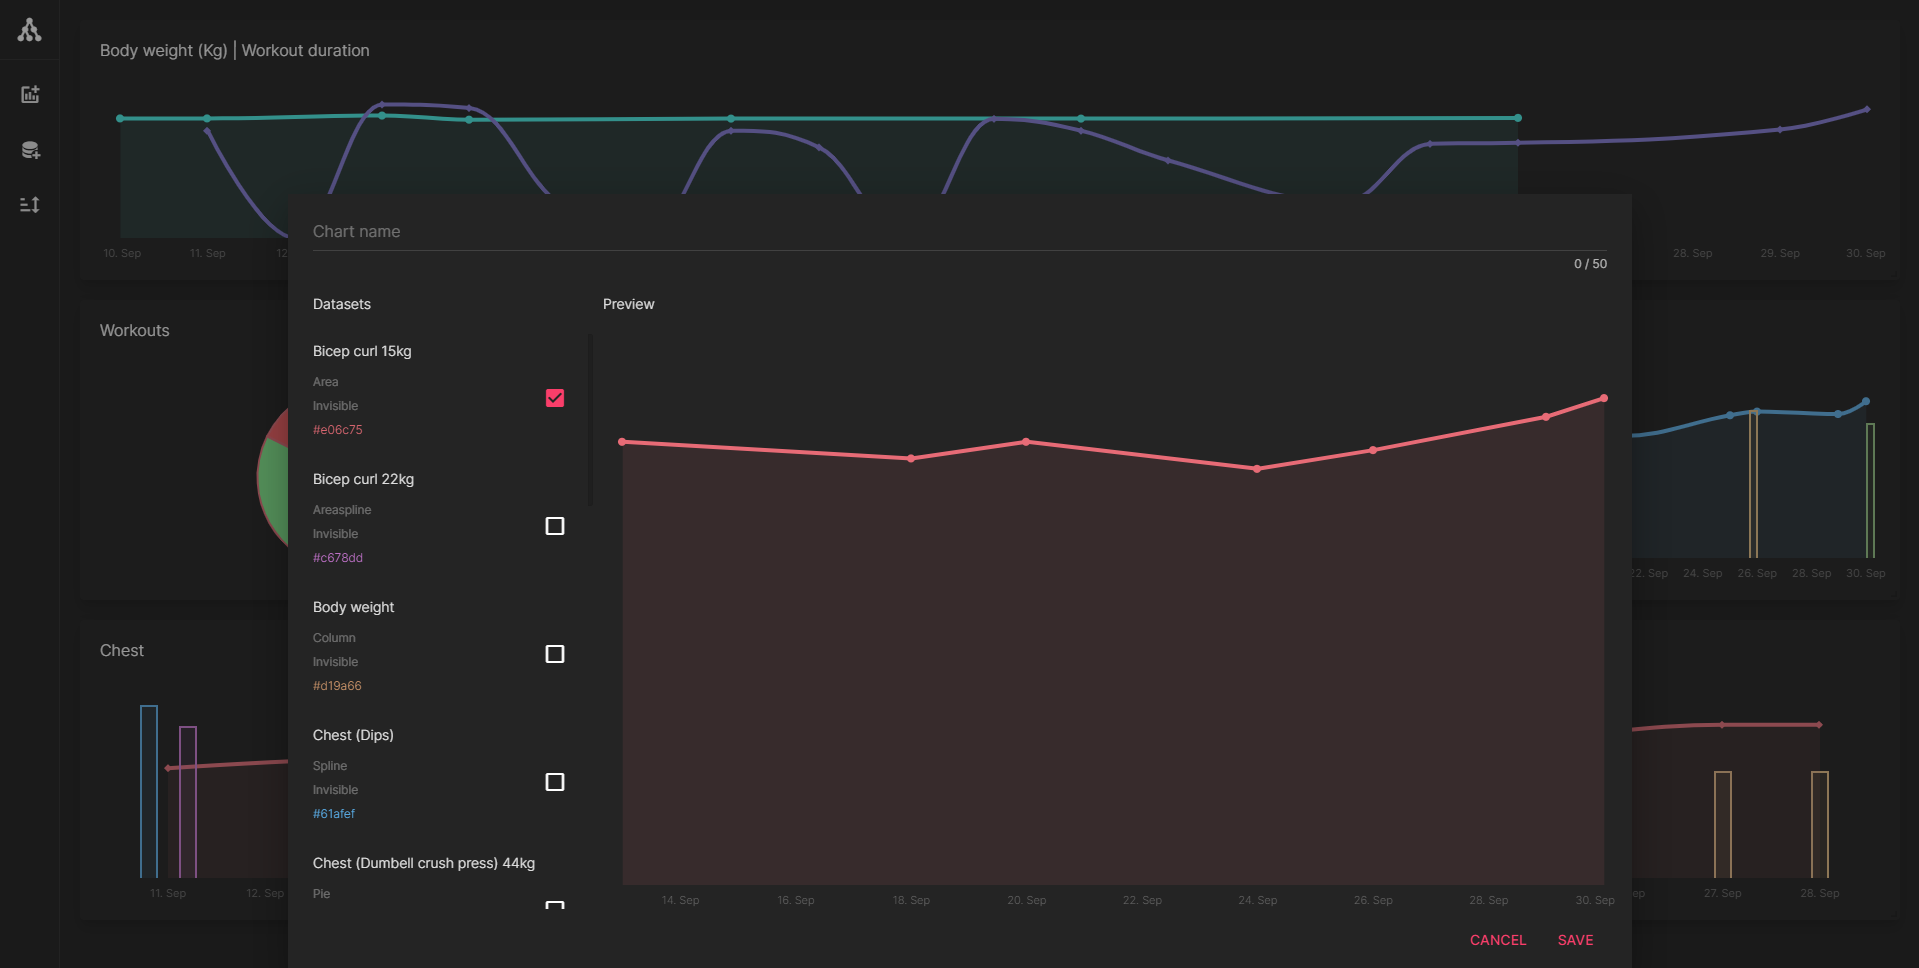 Body weight (Kg) | Workout duration
10. Sep
11. Sep
12
28. Sep
29. Sep
30. Sep
Chart name
0 / 50
Datasets
Preview
Workouts
Bicep curl 15kg
Area
Invisible
#e06c75
Bicep curl 22kg
Areaspline
Invisible
#c678dd
Body weight
Column
Invisible
#d19a66
Chest (Dips)
Spline
Invisible
#61afef
Chest (Dumbell crush press) 44kg
Pie
14. Sep
16. Sep
18. Sep
20. Sep
22. Sep
24. Sep
26. Sep
28. Sep
30. Sep
CANCEL
SAVE
22. Sep
24. Sep
26. Sep
28. Sep
30. Sep
Chest
11. Sep
12. Sep
ep
27. Sep
28. Sep